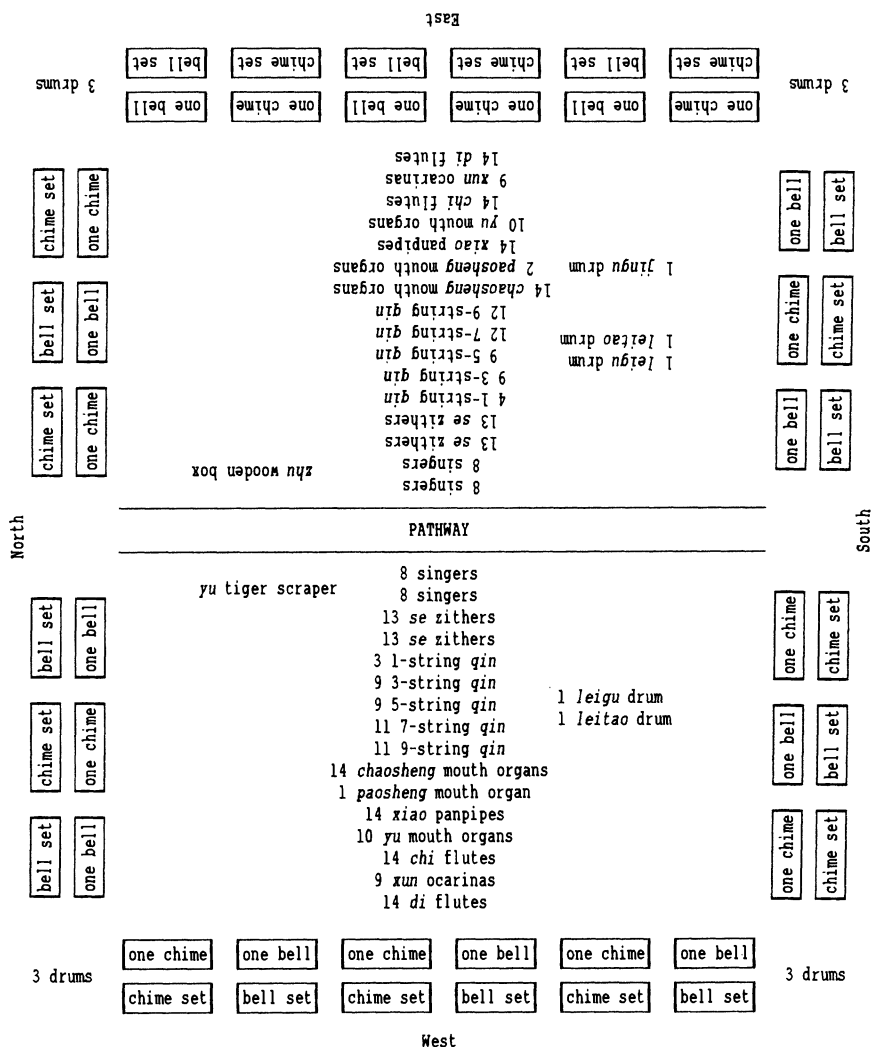 East
bell set
chime set
bell set
chime set
bell set
chime set
3 drums
3 drums
one bell
one chime
one bell
one chime
one bell
one chime
14 di flutes
9 xun ocarinas
14 chi flutes
10 yu mouth organs
14 xiao panpipes
2 paosheng mouth organs
1 jingu drum
14 chaosheng mouth organs
12 9-string qin
12 7-string qin
1 leitao drum
9 5-string qin
1 leigu drum
9 3-string qin
4 1-string qin
13 se zithers
13 se zithers
8 singers
zhu wooden box
8 singers
chime set
one chime
bell set
one bell
chime set
one chime
one bell
bell set
one chime
chime set
one bell
bell set
North
PATHWAY
South
8 singers
yu tiger scraper
8 singers
13 se zithers
13 se zithers
3 1-string qin
9 3-string qin
1 leigu drum
9 5-string qin
1 leitao drum
11 7-string qin
11 9-string qin
14 chaosheng mouth organs
1 paosheng mouth organ
14 xiao panpipes
10 yu mouth organs
14 chi flutes
9 xun ocarinas
14 di flutes
bell set
one bell
chime set
one chime
bell set
one bell
one chime
chime set
one bell
bell set
one chime
chime set
one chime
one bell
one chime
one bell
one chime
one bell
3 drums
3 drums
chime set
bell set
chime set
bell set
chime set
bell set
West